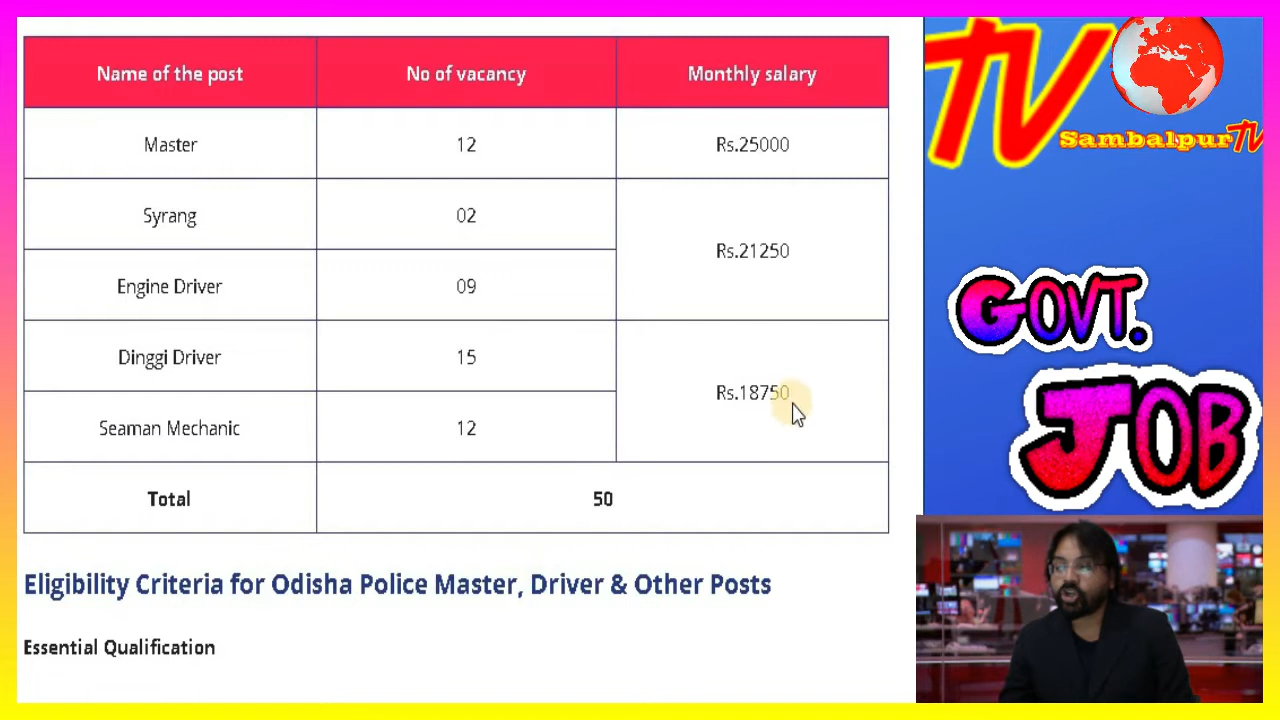 Name of the post No of vacancy Monthly salary
Master 12 Rs.25000
Syrang 02
Rs.21250
Engine Driver 09
Dinggi Driver 15
Rs.18750
Seaman Mechanic 12
Total 50
Eligibility Criteria for Odisha Police Master, Driver & Other Posts
Essential Qualification
TV
Sambalpur TV
GOVT.
JOB